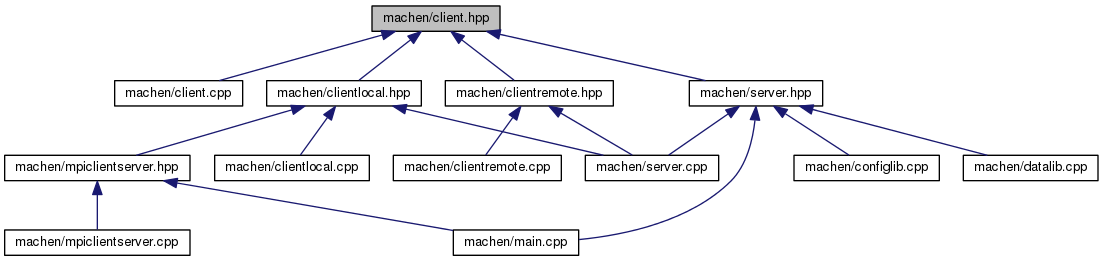 machen/client.hpp
machen/client.cpp
machen/clientlocal.hpp
machen/clientremote.hpp
machen/server.hpp
machen/mpiclientserver.hpp
machen/clientlocal.cpp
machen/clientremote.cpp
machen/server.cpp
machen/configlib.cpp
machen/datalib.cpp
machen/mpiclientserver.cpp
machen/main.cpp